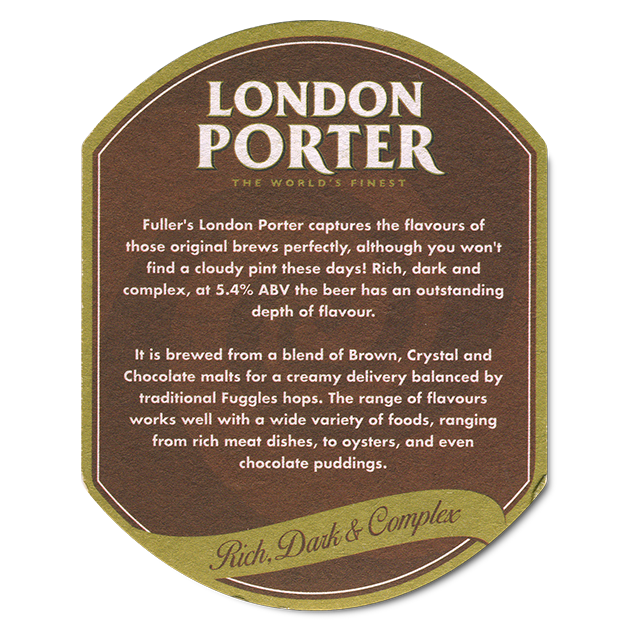 LONDON
PORTER
THE WORLD'S FINEST
Fuller's London Porter captures the flavours of
those original brews perfectly, although you won't
find a cloudy pint these days! Rich, dark and
complex, at 5.4% ABV the beer has an outstanding
depth of flavour.
It is brewed from a blend of Brown, Crystal and
Chocolate malts for a creamy delivery balanced by
traditional Fuggles hops. The range of flavours
works well with a wide variety of foods, ranging
from rich meat dishes, to oysters, and even
chocolate puddings.
Rich, Dark & Complex